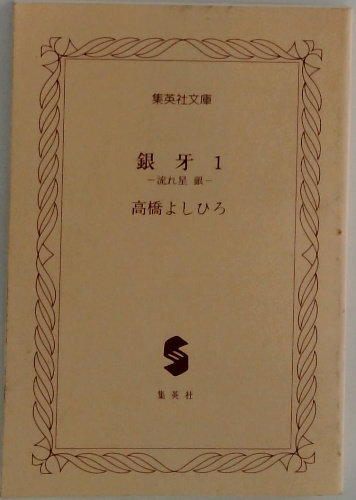 集英社文庫
銀牙 1
－流れ星 銀－
高橋よしひろ
集英社